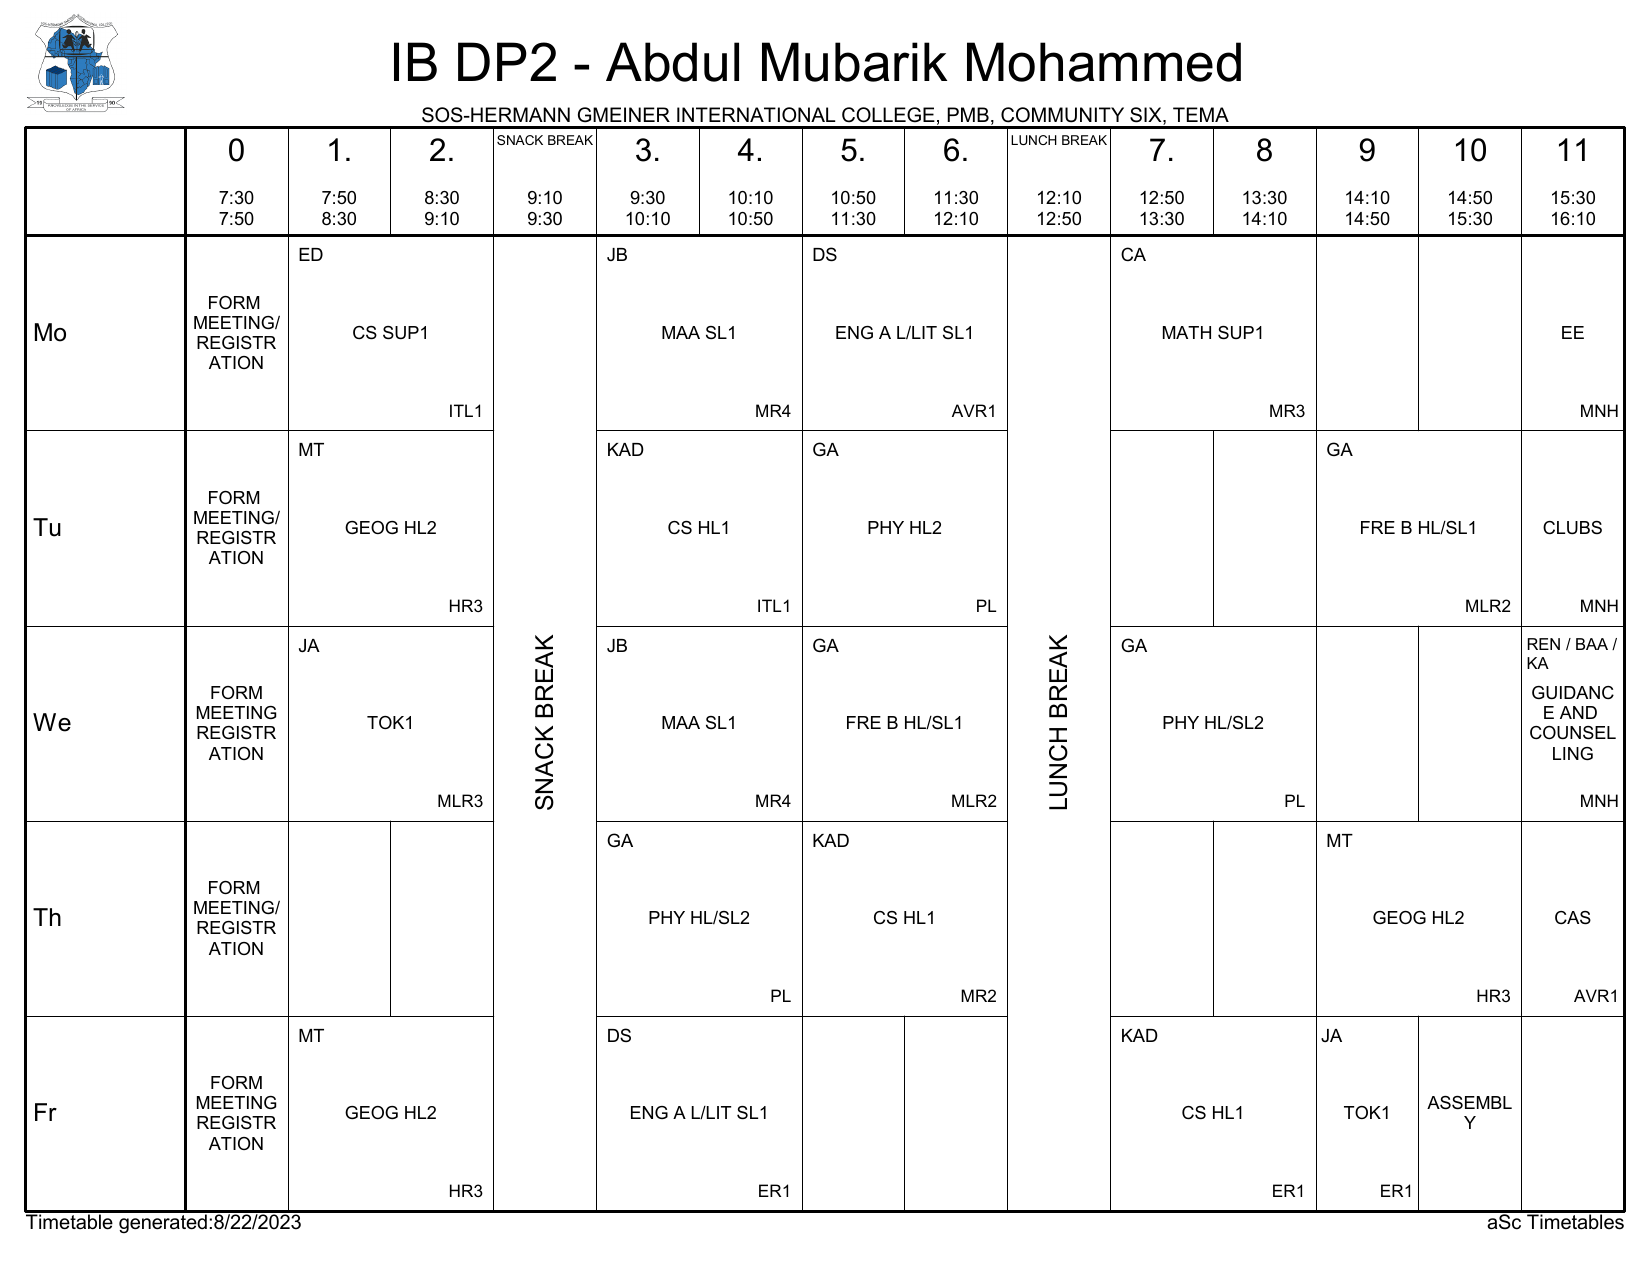 IB DP2 - Abdul Mubarik Mohammed
SOS-HERMANN GMEINER INTERNATIONAL COLLEGE, PMB, COMMUNITY SIX, TEMA
KNOWLEDGE IN THE SERVICE
OF AFRICA
19
90
0
7:30
7:50
1.
7:50
8:30
2.
8:30
9:10
SNACK BREAK
9:10
9:30
3.
9:30
10:10
4.
10:10
10:50
5.
10:50
11:30
6.
11:30
12:10
LUNCH BREAK
12:10
12:50
7.
12:50
13:30
8
13:30
14:10
9
14:10
14:50
10
14:50
15:30
11
15:30
16:10
Mo
FORM
MEETING/
REGISTR
ATION
ED
CS SUP1
ITL1
JB
MAA SL1
MR4
DS
ENG A L/LIT SL1
AVR1
CA
MATH SUP1
MR3
EE
MNH
Tu
FORM
MEETING/
REGISTR
ATION
MT
GEOG HL2
HR3
KAD
CS HL1
ITL1
GA
PHY HL2
PL
GA
FRE B HL/SL1
MLR2
CLUBS
MNH
We
FORM
MEETING
REGISTR
ATION
JA
TOK1
MLR3
SNACK BREAK
JB
MAA SL1
MR4
GA
FRE B HL/SL1
MLR2
LUNCH BREAK
GA
PHY HL/SL2
PL
REN / BAA /
KA
GUIDANC
E AND
COUNSEL
LING
MNH
Th
FORM
MEETING/
REGISTR
ATION
GA
PHY HL/SL2
PL
KAD
CS HL1
MR2
MT
GEOG HL2
HR3
CAS
AVR1
Fr
FORM
MEETING
REGISTR
ATION
MT
GEOG HL2
HR3
DS
ENG A L/LIT SL1
ER1
KAD
CS HL1
ER1
JA
TOK1
ER1
ASSEMBL
Y
Timetable generated:8/22/2023
aSc Timetables